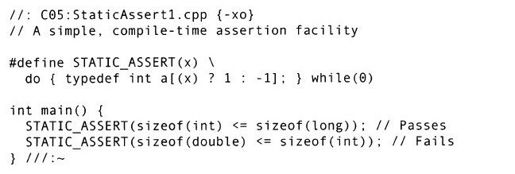 //: C05:StaticAssert1.cpp {-xo}
// A simple, compile-time assertion facility
#define STATIC_ASSERT(x) \
do { typedef int a[(x) ? 1 : -1]; } while(0)
int main() {
STATIC_ASSERT(sizeof(int) <= sizeof(long)); // Passes
STATIC_ASSERT(sizeof(double) <= sizeof(int)); // Fails
} ///:~